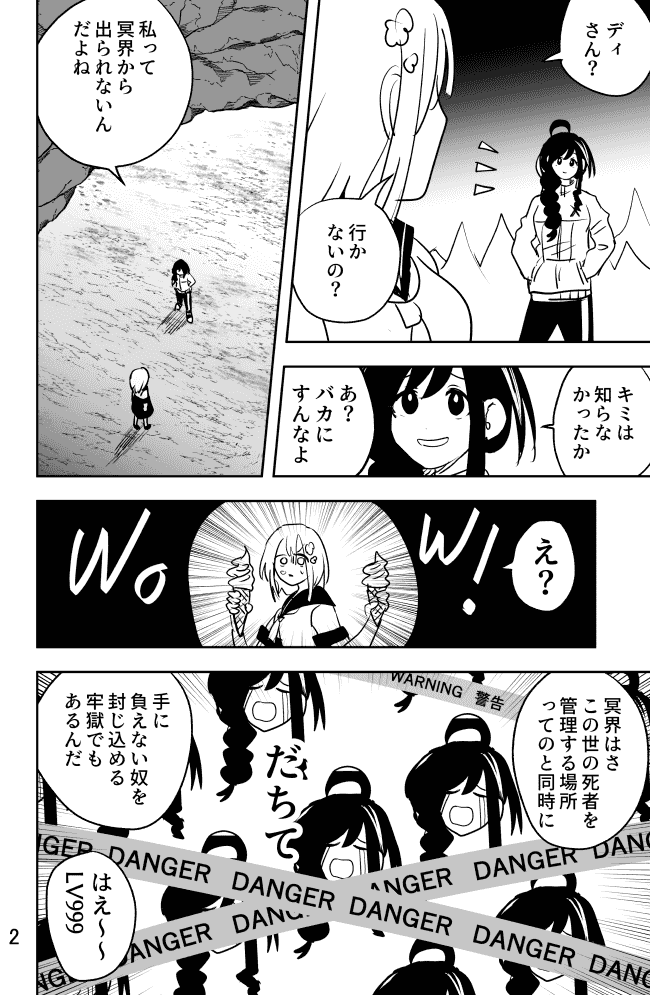 ディ
さん?
行か
ないの?
私って
冥界から
出られないん
だよね
キミは
知らな
かったか
あ?
バカに
すんなよ
え?
W!
Wo
冥界はさ
この世の死者を
管理する場所
ってのと同時に
WARNING 警告
だちて
手に
負えない奴を
封じ込める
牢獄でも
あるんだ
はえ～～
LV999
DANGER DANGER DANGER DANGER DANG
DANGER DANGER ANGER DANGER DANGE
2